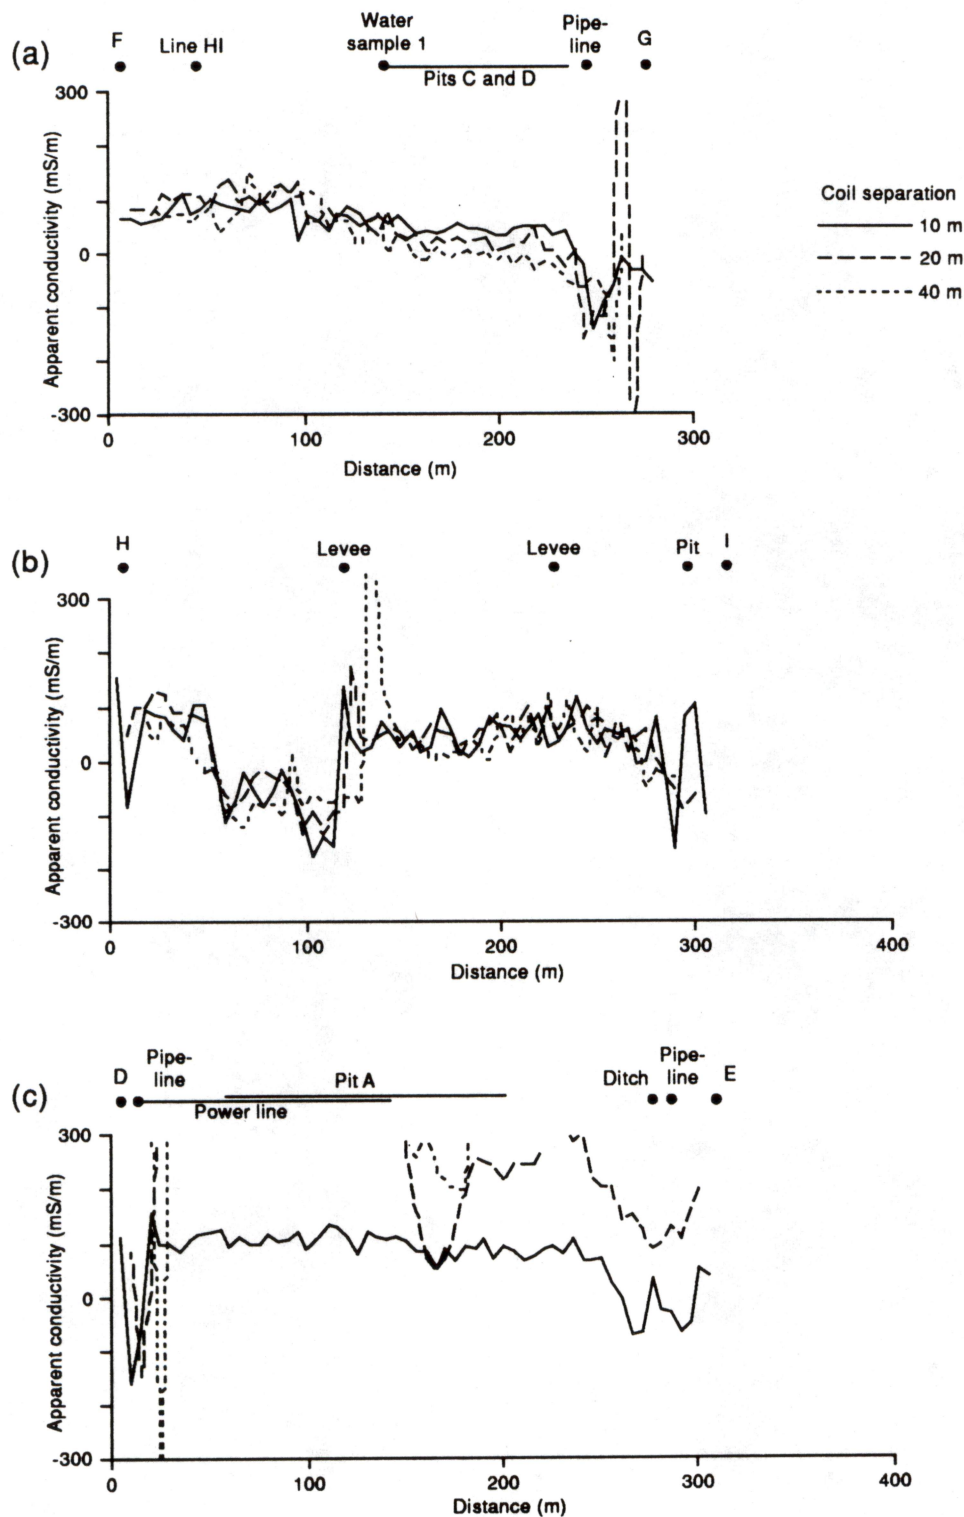 (a)
F
Line HI
Water
sample 1
Pipe-
line
G
Pits C and D
Apparent conductivity (mS/m)
300
0
-300
0
100
200
300
Distance (m)
Coil separation
10 m
20 m
40 m
(b)
H
Levee
Levee
Pit
I
Apparent conductivity (mS/m)
300
0
-300
0
100
200
300
400
Distance (m)
(c)
D
Pipe-
line
Pit A
Power line
Ditch
Pipe-
line
E
Apparent conductivity (mS/m)
300
0
-300
0
100
200
300
400
Distance (m)